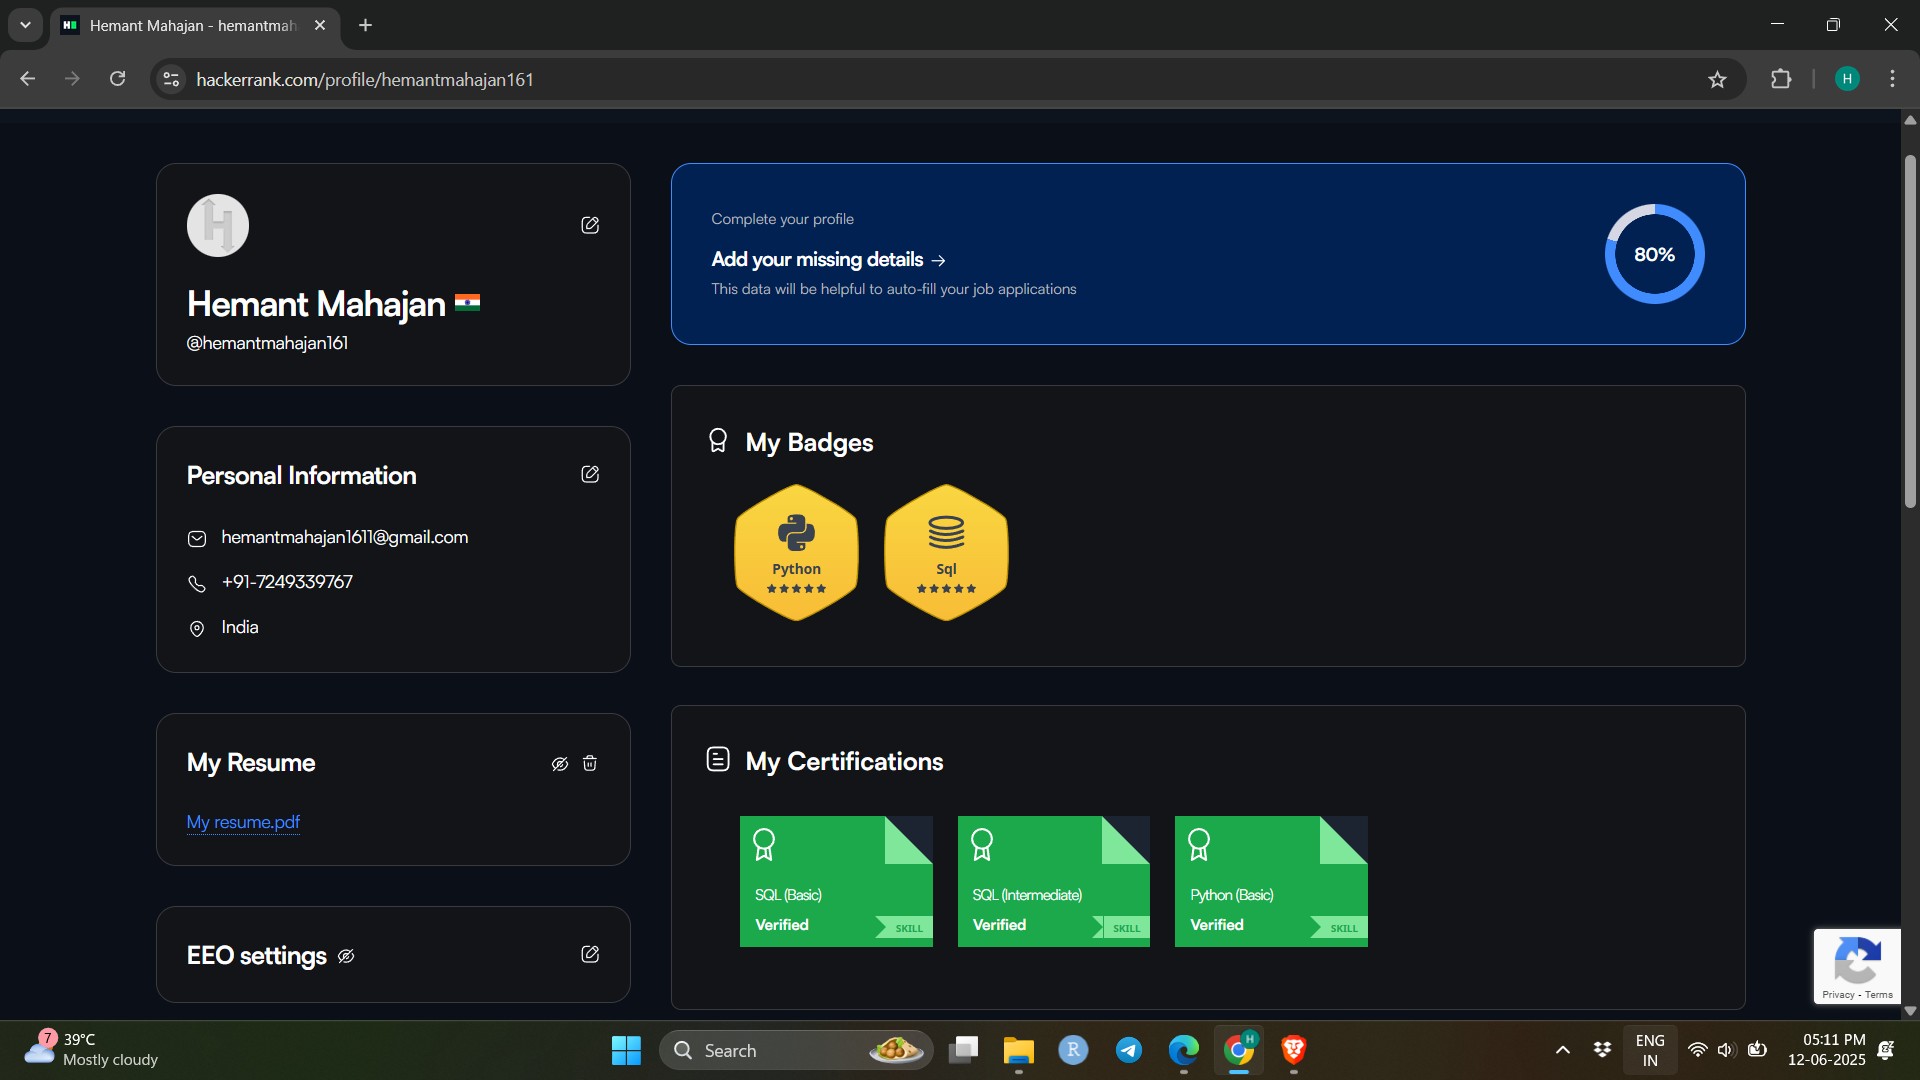 Hemant Mahajan - hemantmah
hackerrank.com/profile/hemantmahajan161
H
Hemant Mahajan
@hemantmahajan161
Complete your profile
Add your missing details →
This data will be helpful to auto-fill your job applications
80%
Personal Information
hemantmahajan1611@gmail.com
+91-7249339767
India
My Badges
Python
Sql
My Resume
My resume.pdf
My Certifications
SQL (Basic)
Verified
SKILL
SQL (Intermediate)
Verified
SKILL
Python (Basic)
Verified
SKILL
EEO settings
Privacy - Terms
7
39°C
Mostly cloudy
Search
R
H
ENG
IN
05:11 PM
12-06-2025